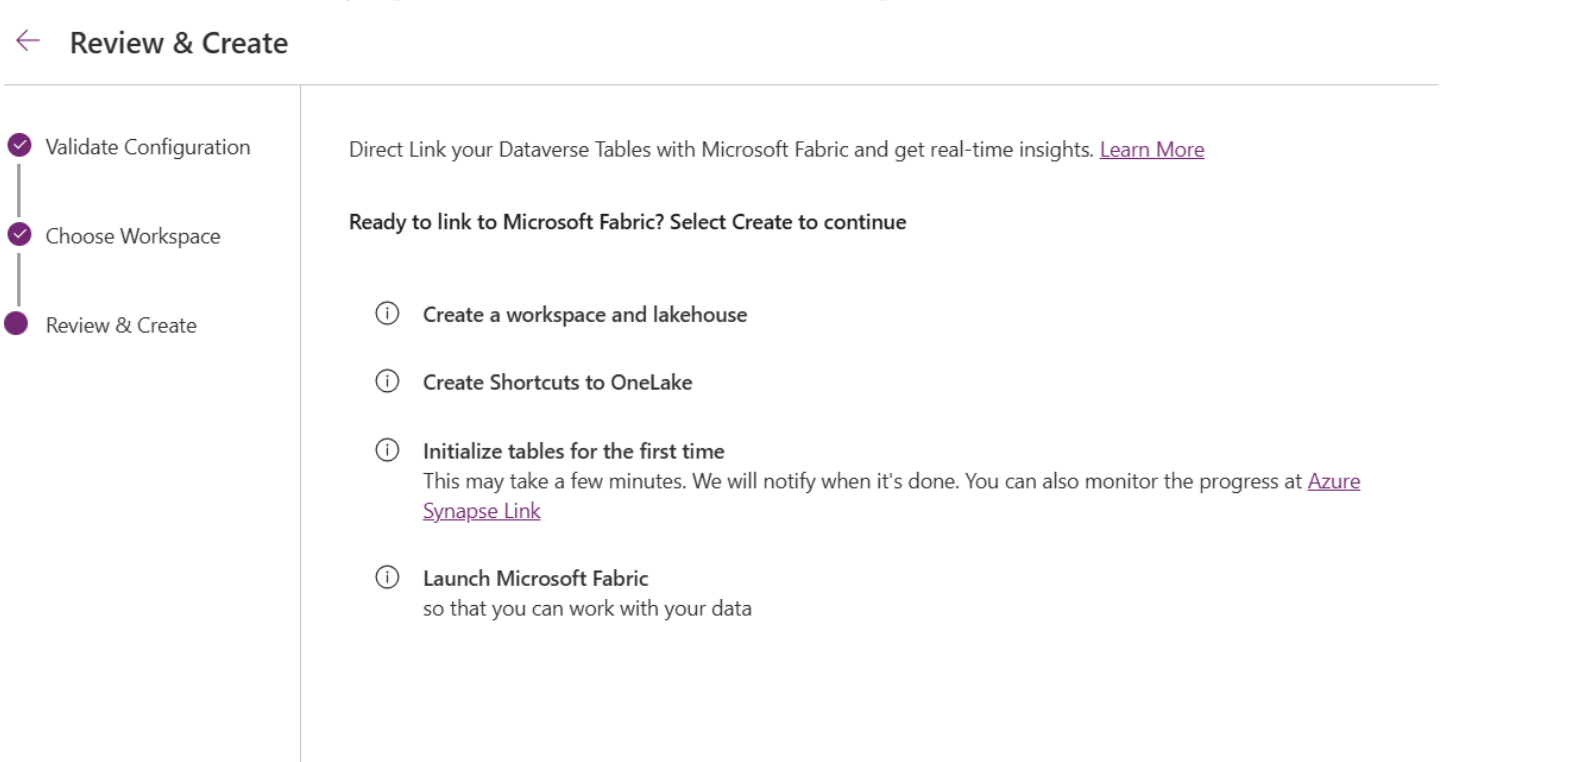 Review & Create
Validate Configuration
Choose Workspace
Review & Create
Direct Link your Dataverse Tables with Microsoft Fabric and get real-time insights. Learn More
Ready to link to Microsoft Fabric? Select Create to continue
Create a workspace and lakehouse
Create Shortcuts to OneLake
Initialize tables for the first time
This may take a few minutes. We will notify when it's done. You can also monitor the progress at Azure
Synapse Link
Launch Microsoft Fabric
so that you can work with your data